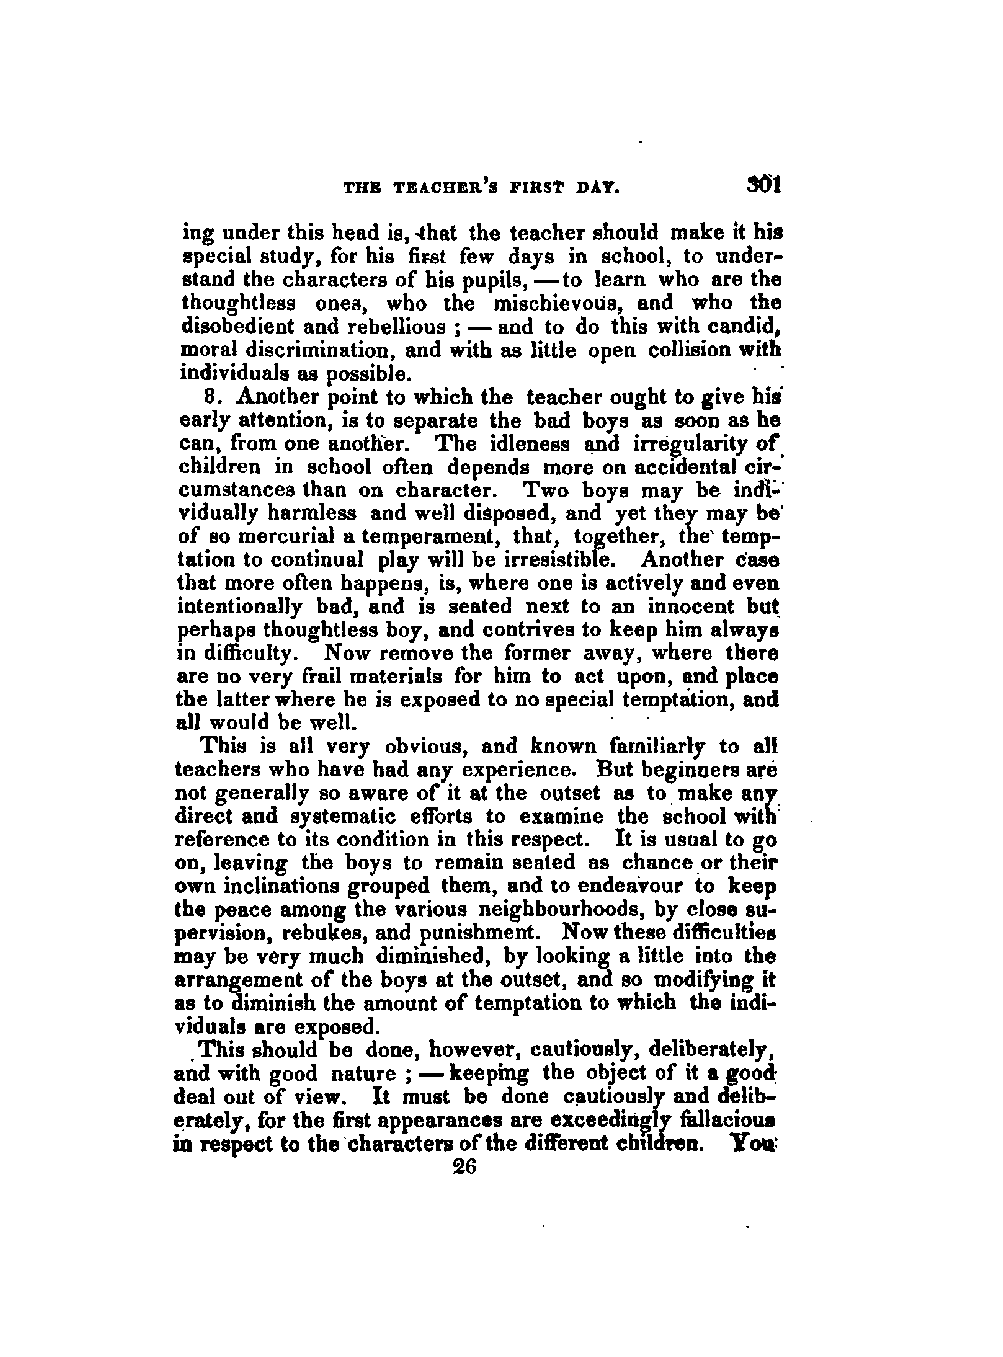 THE TEACHER'S FIRST DAY. 301
ing under this head is, that the teacher should make it his
special study, for his first few days in school, to under-
stand the characters of his pupils, — to learn who are the
thoughtless ones, who the mischievous, and who the
disobedient and rebellious ; — and to do this with candid,
moral discrimination, and with as little open collision with
individuals as possible.
8. Another point to which the teacher ought to give his
early attention, is to separate the bad boys as soon as he
can, from one another. The idleness and irregularity of
children in school often depends more on accidental cir-
cumstances than on character. Two boys may be indi-
vidually harmless and well disposed, and yet they may be
of so mercurial a temperament, that, together, the temp-
tation to continual play will be irresistible. Another case
that more often happens, is, where one is actively and even
intentionally bad, and is seated next to an innocent but
perhaps thoughtless boy, and contrives to keep him always
in difficulty. Now remove the former away, where there
are no very frail materials for him to act upon, and place
the latter where he is exposed to no special temptation, and
all would be well.
This is all very obvious, and known familiarly to all
teachers who have had any experience. But beginners are
not generally so aware of it at the outset as to make any
direct and systematic efforts to examine the school with
reference to its condition in this respect. It is usual to go
on, leaving the boys to remain seated as chance or their
own inclinations grouped them, and to endeavour to keep
the peace among the various neighbourhoods, by close su-
pervision, rebukes, and punishment. Now these difficulties
may be very much diminished, by looking a little into the
arrangement of the boys at the outset, and so modifying it
as to diminish the amount of temptation to which the indi-
viduals are exposed.
This should be done, however, cautiously, deliberately,
and with good nature ; — keeping the object of it a good
deal out of view. It must be done cautiously and delib-
erately, for the first appearances are exceedingly fallacious
in respect to the characters of the different children. You
26